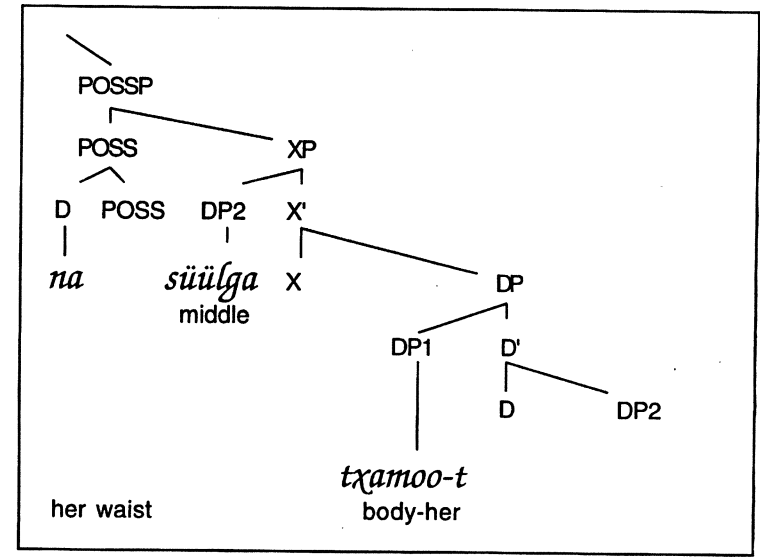 POSSP
POSS XP
D POSS DP2 X'
na süülga X DP
middle
DP1 D'
D DP2
txamoo-t
her waist body-her